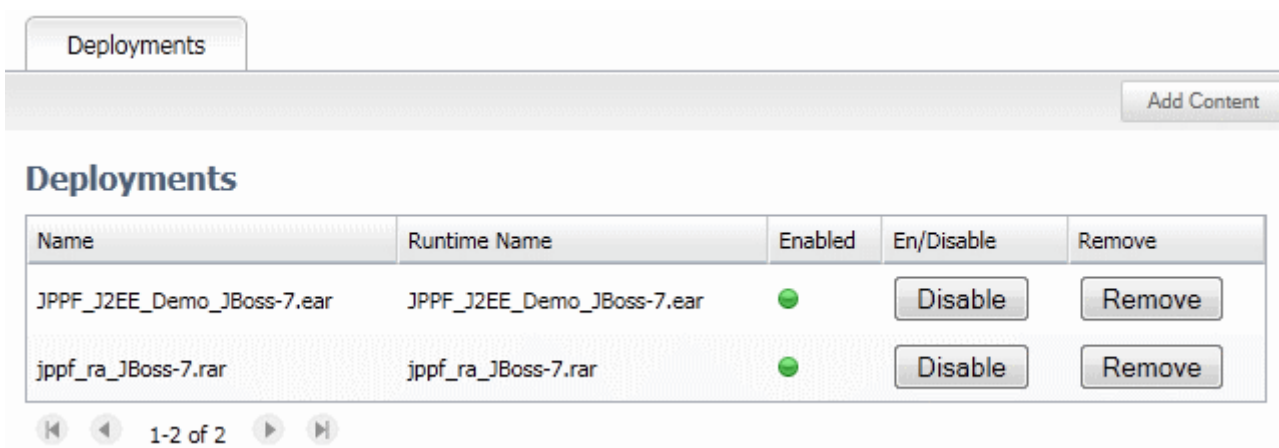 Deployments
Add Content
Deployments
Name Runtime Name Enabled En/Disable Remove
JPPF_J2EE_Demo_JBoss-7.ear JPPF_J2EE_Demo_JBoss-7.ear Disable Remove
jppf_ra_JBoss-7.rar jppf_ra_JBoss-7.rar Disable Remove
1-2 of 2